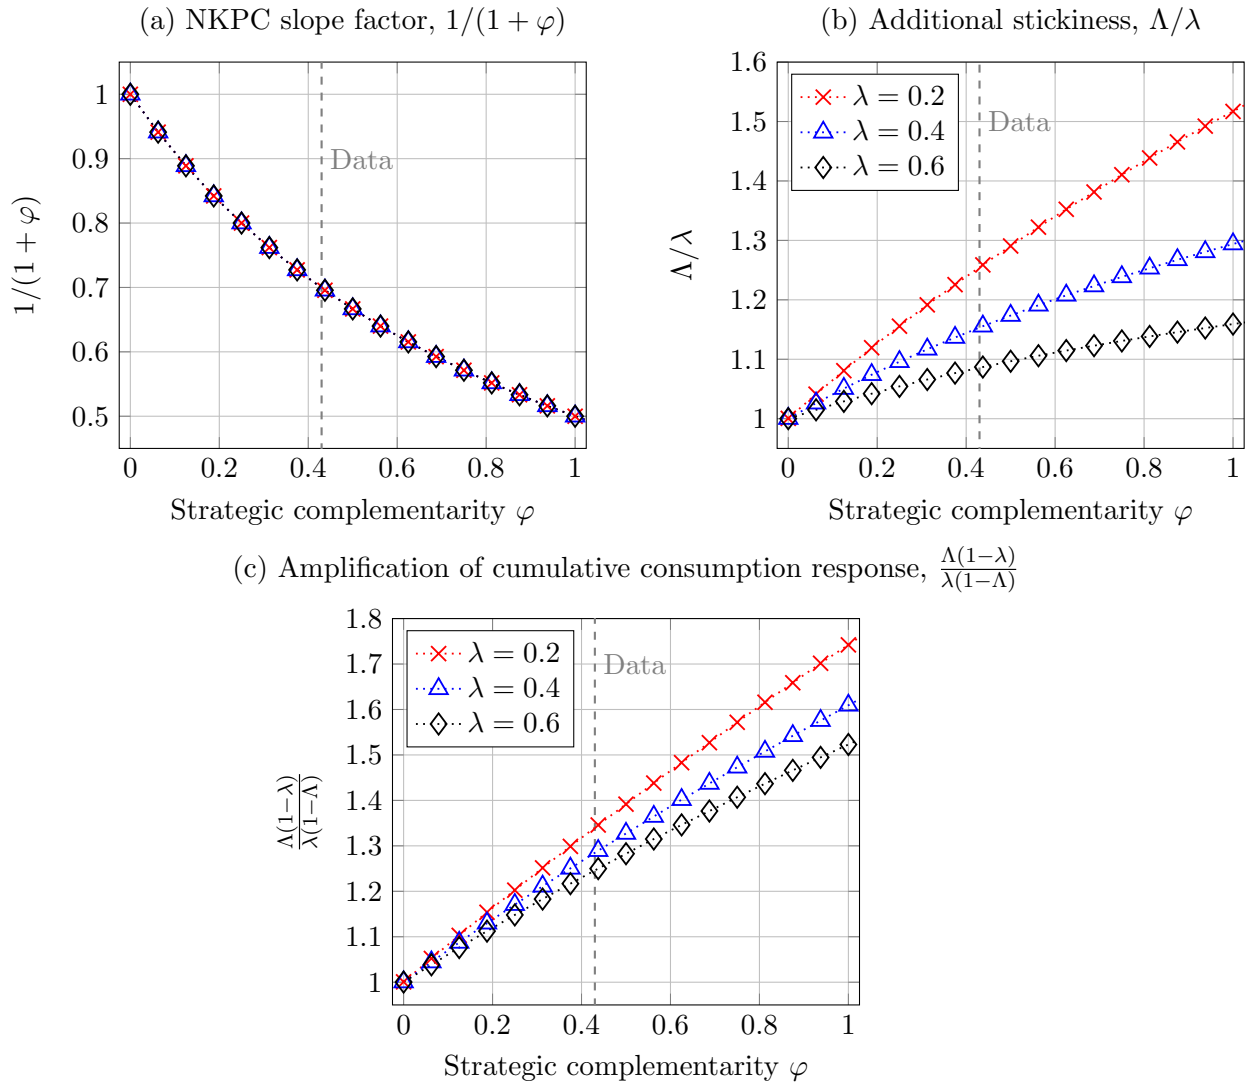 (a) NKPC slope factor, 1/(1 + φ)
1
0.9
0.8
0.7
0.6
0.5
1/(1 + φ)
Data
0 0.2 0.4 0.6 0.8 1
Strategic complementarity φ
(b) Additional stickiness, Λ/λ
1.6
1.5
1.4
1.3
1.2
1.1
1
Λ/λ
λ = 0.2
λ = 0.4
λ = 0.6
Data
0 0.2 0.4 0.6 0.8 1
Strategic complementarity φ
(c) Amplification of cumulative consumption response, Λ(1−λ)/λ(1−Λ)
1.8
1.7
1.6
1.5
1.4
1.3
1.2
1.1
1
Λ(1−λ)/λ(1−Λ)
λ = 0.2
λ = 0.4
λ = 0.6
Data
0 0.2 0.4 0.6 0.8 1
Strategic complementarity φ